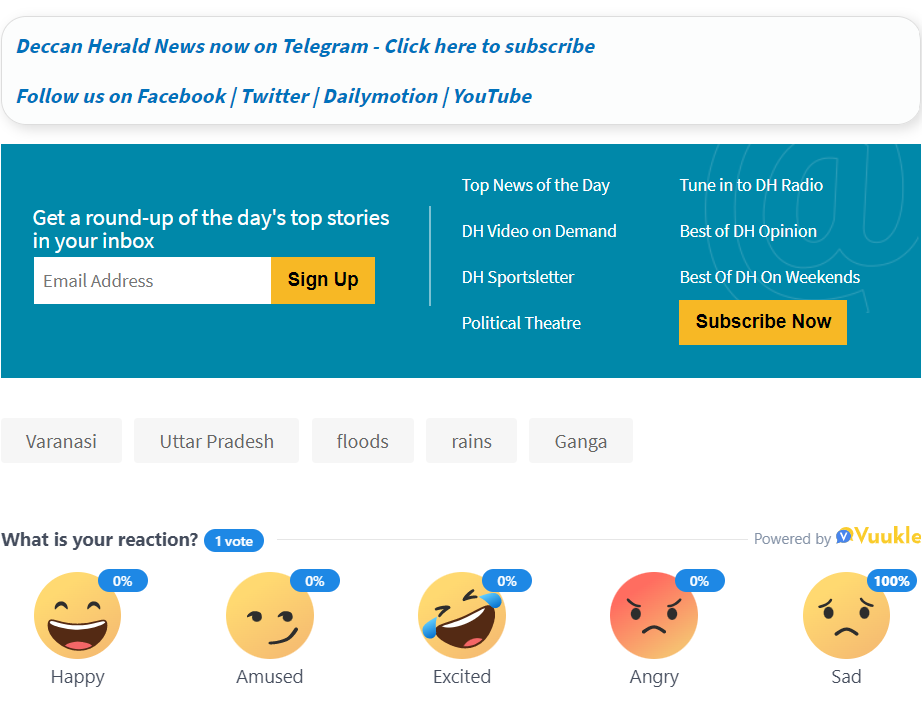 Deccan Herald News now on Telegram - Click here to subscribe
Follow us on Facebook | Twitter | Dailymotion | YouTube
Get a round-up of the day's top stories
in your inbox
Email Address
Sign Up
Top News of the Day
DH Video on Demand
DH Sportsletter
Political Theatre
Tune in to DH Radio
Best of DH Opinion
Best Of DH On Weekends
Subscribe Now
Varanasi Uttar Pradesh floods rains Ganga
What is your reaction? 1 vote Powered by Vuukle
0% 0% 0% 0% 100%
Happy Amused Excited Angry Sad